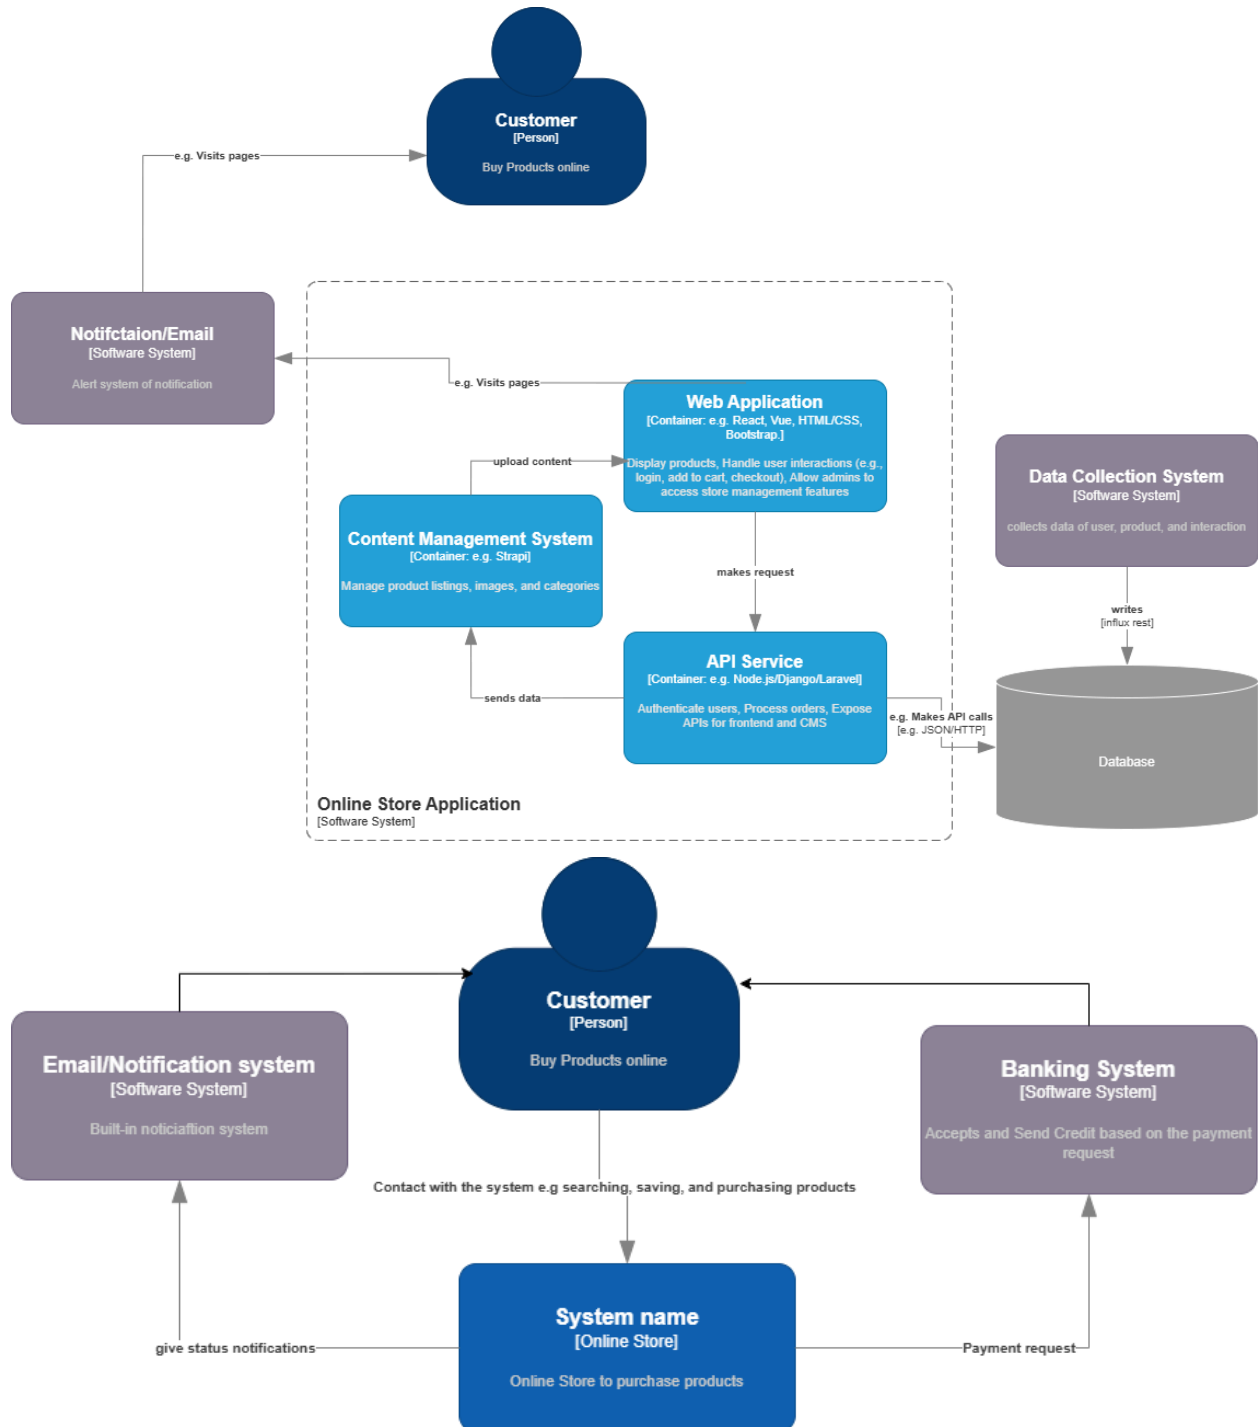 Customer
[Person]
Buy Products online
e.g. Visits pages
Notifctaion/Email
[Software System]
Alert system of notification
e.g. Visits pages
Web Application
[Container: e.g. React, Vue, HTML/CSS,
Bootstrap.]
Display products, Handle user interactions (e.g.,
login, add to cart, checkout), Allow admins to
access store management features
upload content
Data Collection System
[Software System]
collects data of user, product, and interaction
Content Management System
[Container: e.g. Strapi]
Manage product listings, images, and categories
makes request
writes
[influx rest]
API Service
[Container: e.g. Node.js/Django/Laravel]
Authenticate users, Process orders, Expose
APIs for frontend and CMS
sends data
e.g. Makes API calls
[e.g. JSON/HTTP]
Database
Online Store Application
[Software System]
Customer
[Person]
Buy Products online
Email/Notification system
[Software System]
Built-in noticiaftion system
Banking System
[Software System]
Accepts and Send Credit based on the payment
request
Contact with the system e.g searching, saving, and purchasing products
System name
[Online Store]
Online Store to purchase products
give status notifications
Payment request